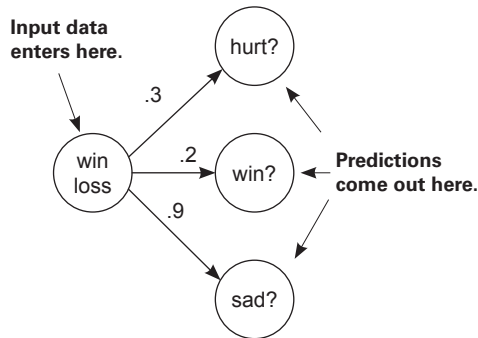 Input data
enters here.
hurt?
.3
win
loss
.2
win?
Predictions
come out here.
.9
sad?